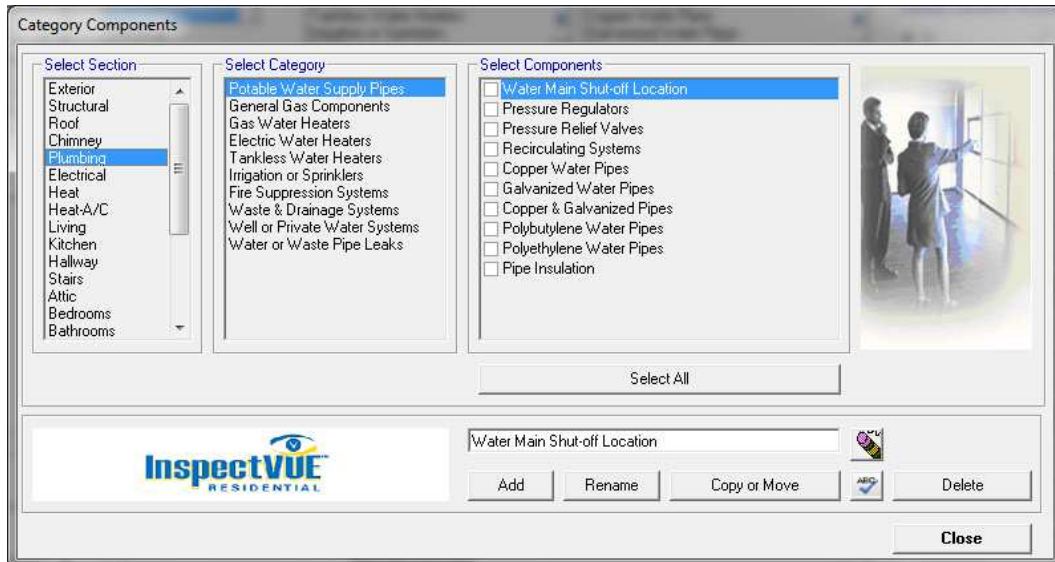 Category Components
Select Section
Exterior
Structural
Roof
Chimney
Plumbing
Electrical
Heat
Heat-A/C
Living
Kitchen
Hallway
Stairs
Attic
Bedrooms
Bathrooms
Select Category
Potable Water Supply Pipes
General Gas Components
Gas Water Heaters
Electric Water Heaters
Tankless Water Heaters
Irrigation or Sprinklers
Fire Suppression Systems
Waste & Drainage Systems
Well or Private Water Systems
Water or Waste Pipe Leaks
Select Components
Water Main Shut-off Location
Pressure Regulators
Pressure Relief Valves
Recirculating Systems
Copper Water Pipes
Galvanized Water Pipes
Copper & Galvanized Pipes
Polybutylene Water Pipes
Polyethylene Water Pipes
Pipe Insulation
Select All
InspectVUE
RESIDENTIAL
Water Main Shut-off Location
Add Rename Copy or Move ABC Delete
Close